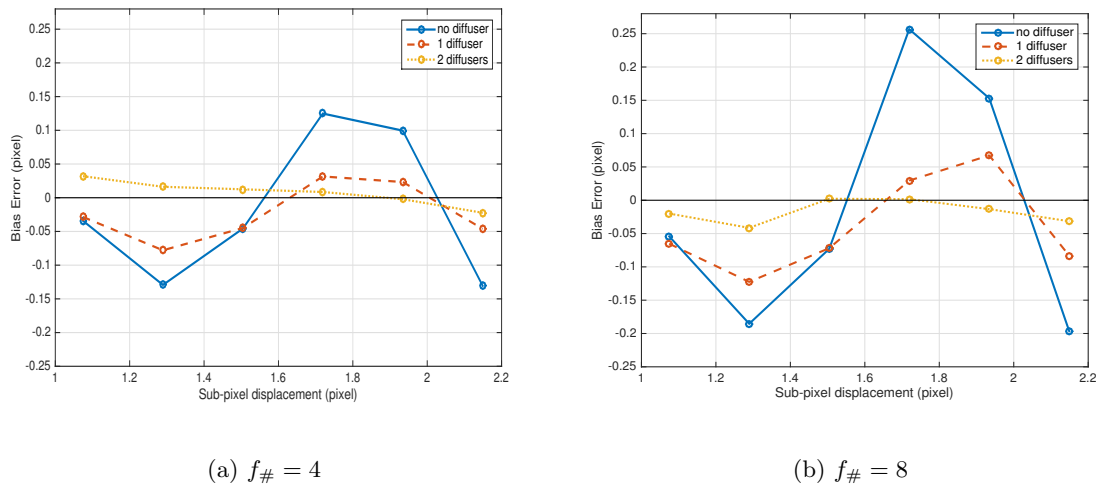 0.25
0.2
0.15
0.1
0.05
0
-0.05
-0.1
-0.15
-0.2
-0.25
Bias Error (pixel)
1 1.2 1.4 1.6 1.8 2 2.2
Sub-pixel displacement (pixel)
no diffuser
1 diffuser
2 diffusers
(a) f# = 4
0.25
0.2
0.15
0.1
0.05
0
-0.05
-0.1
-0.15
-0.2
-0.25
Bias Error (pixel)
1 1.2 1.4 1.6 1.8 2 2.2
Sub-pixel displacement (pixel)
no diffuser
1 diffuser
2 diffusers
(b) f# = 8